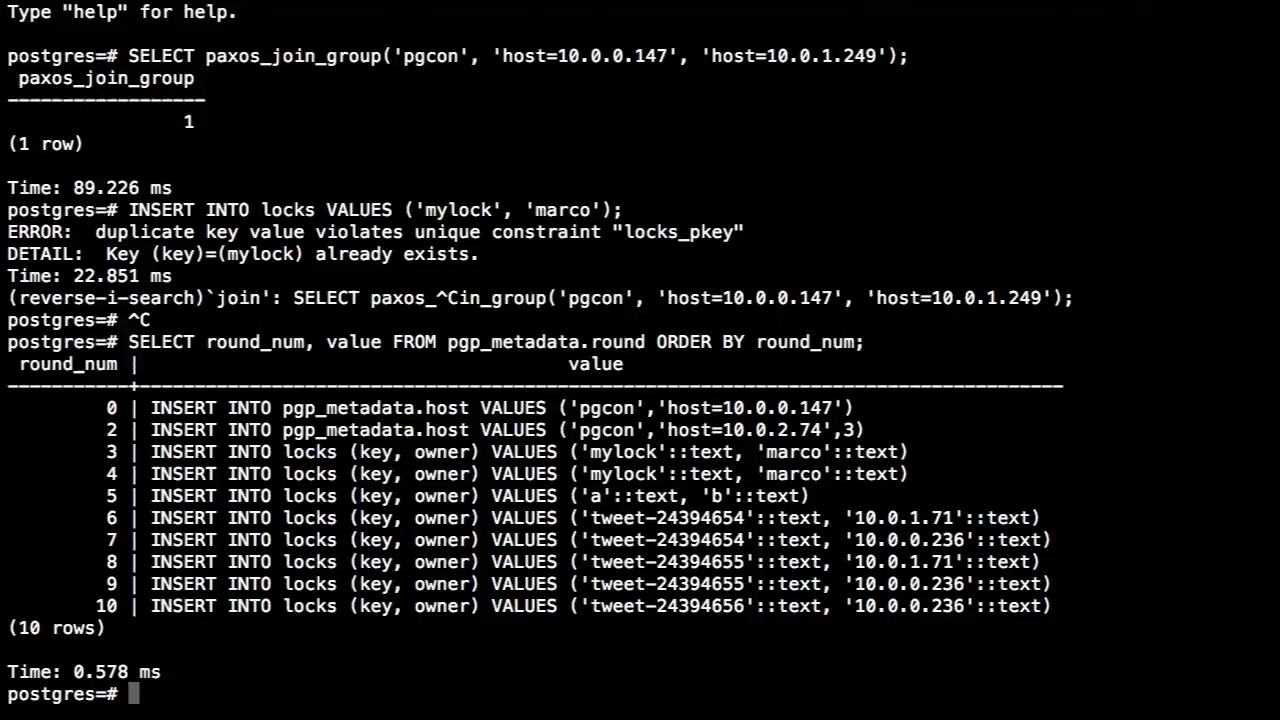 Type "help" for help.
postgres=# SELECT paxos_join_group('pgcon', 'host=10.0.0.147', 'host=10.0.1.249');
 paxos_join_group
------------------
                1
(1 row)
Time: 89.226 ms
postgres=# INSERT INTO locks VALUES ('mylock', 'marco');
ERROR:  duplicate key value violates unique constraint "locks_pkey"
DETAIL:  Key (key)=(mylock) already exists.
Time: 22.851 ms
(reverse-i-search)`join': SELECT paxos_^Cin_group('pgcon', 'host=10.0.0.147', 'host=10.0.1.249');
postgres=# ^C
postgres=# SELECT round_num, value FROM pgp_metadata.round ORDER BY round_num;
 round_num |                                       value
-----------+------------------------------------------------------------------------------------
         0 | INSERT INTO pgp_metadata.host VALUES ('pgcon','host=10.0.0.147')
         2 | INSERT INTO pgp_metadata.host VALUES ('pgcon','host=10.0.2.74',3)
         3 | INSERT INTO locks (key, owner) VALUES ('mylock'::text, 'marco'::text)
         4 | INSERT INTO locks (key, owner) VALUES ('mylock'::text, 'marco'::text)
         5 | INSERT INTO locks (key, owner) VALUES ('a'::text, 'b'::text)
         6 | INSERT INTO locks (key, owner) VALUES ('tweet-24394654'::text, '10.0.1.71'::text)
         7 | INSERT INTO locks (key, owner) VALUES ('tweet-24394654'::text, '10.0.0.236'::text)
         8 | INSERT INTO locks (key, owner) VALUES ('tweet-24394655'::text, '10.0.1.71'::text)
         9 | INSERT INTO locks (key, owner) VALUES ('tweet-24394655'::text, '10.0.0.236'::text)
        10 | INSERT INTO locks (key, owner) VALUES ('tweet-24394656'::text, '10.0.0.236'::text)
(10 rows)
Time: 0.578 ms
postgres=#